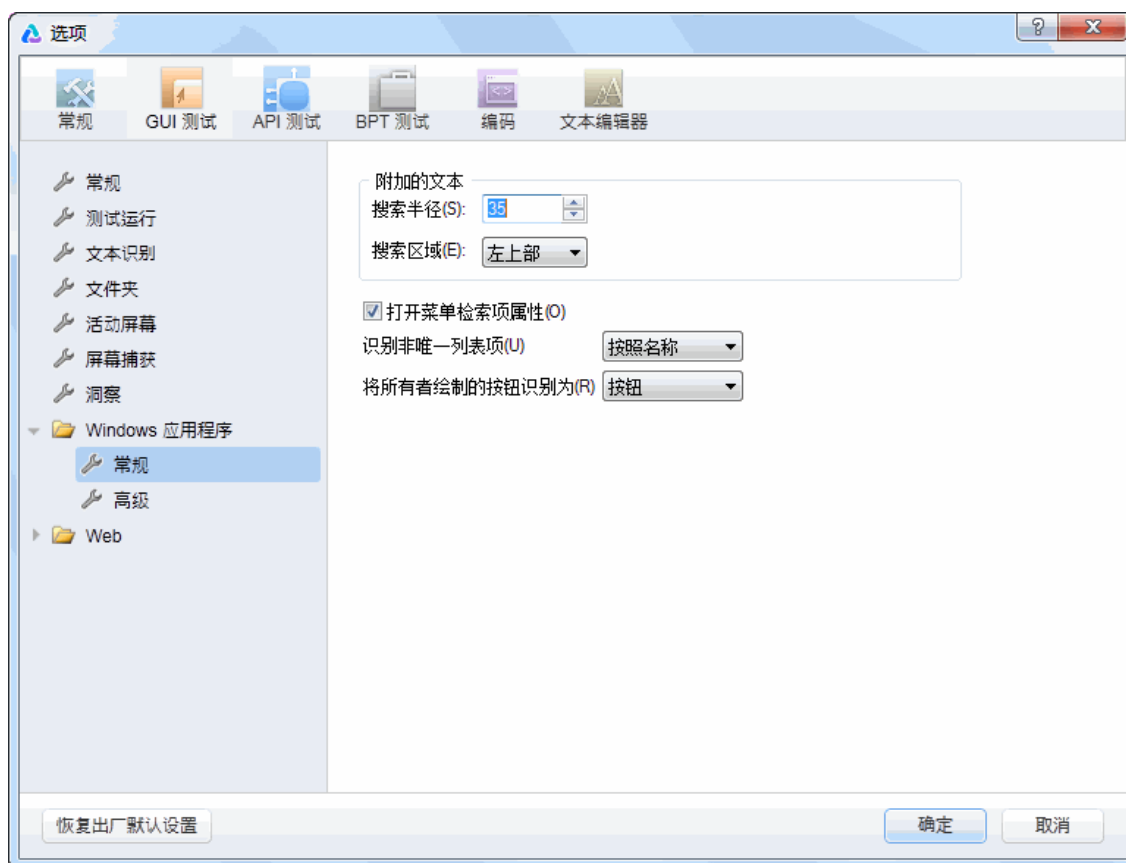 选项
常规
GUI 测试
API 测试
BPT 测试
编码
文本编辑器
常规
测试运行
文本识别
文件夹
活动屏幕
屏幕捕获
洞察
Windows 应用程序
常规
高级
Web
附加的文本
搜索半径(S): 35
搜索区域(E): 左上部
打开菜单检索项属性(O)
识别非唯一列表项(U) 按照名称
将所有者绘制的按钮识别为(R) 按钮
恢复出厂默认设置
确定
取消